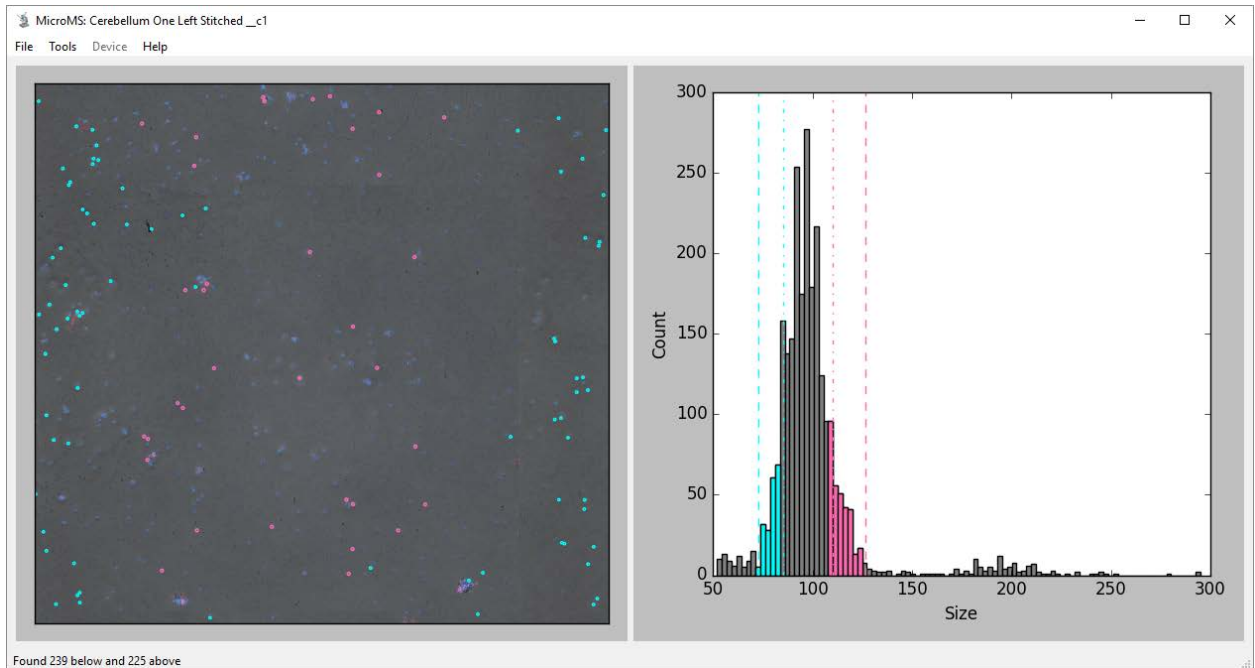 MicroMS: Cerebellum One Left Stitched __c1
File Tools Device Help
300
250
200
150
100
50
0
Count
50 100 150 200 250 300
Size
Found 239 below and 225 above